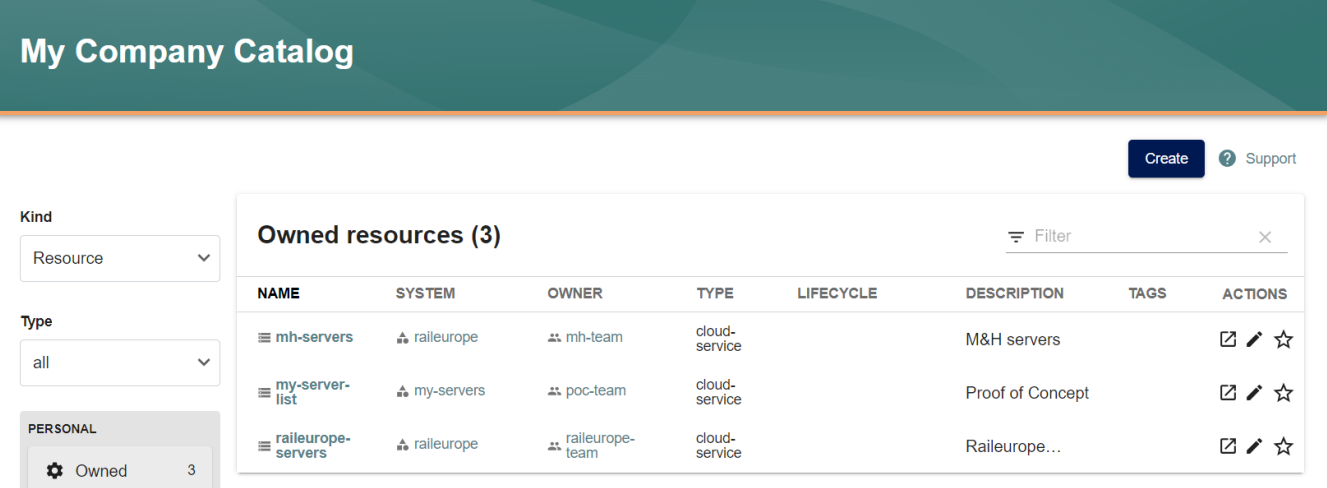 My Company Catalog
Create
Support
Kind
Resource
Type
all
PERSONAL
Owned 3
Owned resources (3)
Filter
NAME SYSTEM OWNER TYPE LIFECYCLE DESCRIPTION TAGS ACTIONS
mh-servers raileurope mh-team cloud-
service M&H servers
my-server-
list my-servers poc-team cloud-
service Proof of Concept
raileurope-
servers raileurope raileurope-
team cloud-
service Raileurope…